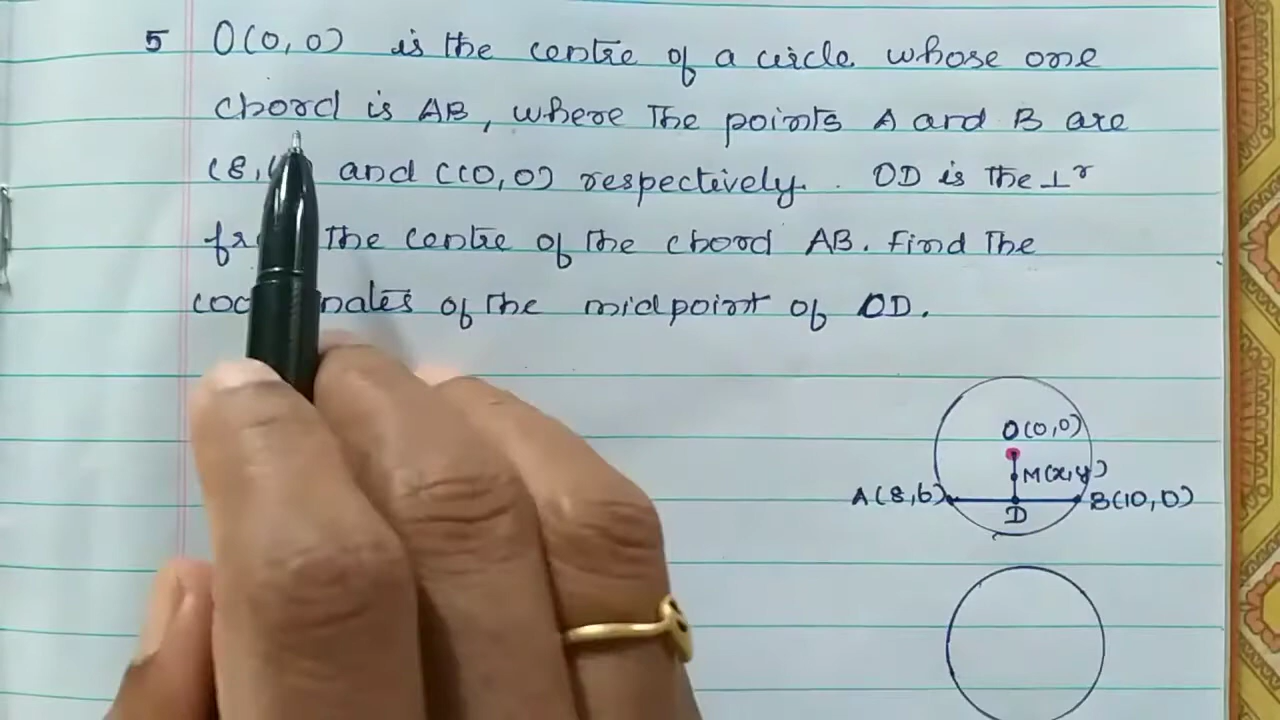 5 O(0,0) is the centre of a circle whose one
chord is AB, where the points A and B are
(8, and (10,0) respectively. OD is the ⊥r
the centre of the chord AB. Find the
of the midpoint of OD.
O(0,0)
M(x,y)
A(8,6) B(10,0)
D